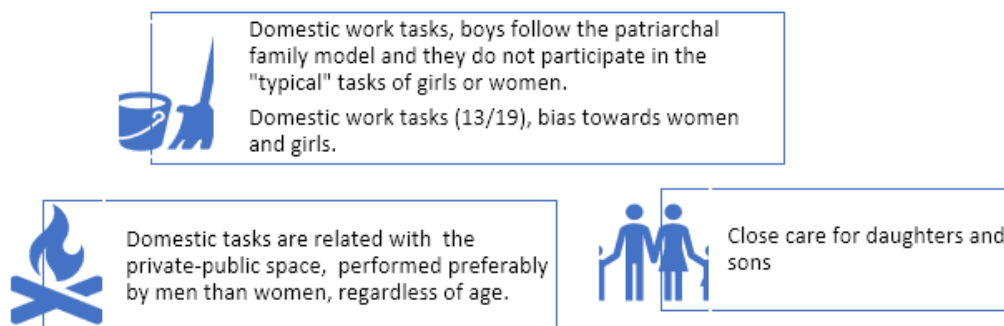 Domestic work tasks, boys follow the patriarchal
family model and they do not participate in the
"typical" tasks of girls or women.
Domestic work tasks (13/19), bias towards women
and girls.
Domestic tasks are related with the
private-public space, performed preferably
by men than women, regardless of age.
Close care for daughters and
sons